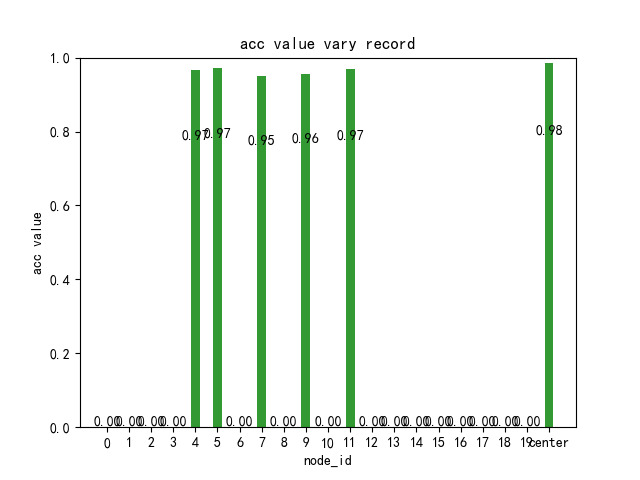 acc value vary record
1.0
0.8
0.6
0.4
0.2
0.0
acc value
0.97 0.97 0.95 0.96 0.97 0.98
0.00 0.00 0.00 0.00 0.00 0.00 0.00 0.00 0.00 0.00 0.00 0.00 0.00 0.00 0.00
0 1 2 3 4 5 6 7 8 9 10 11 12 13 14 15 16 17 18 19 center
node_id